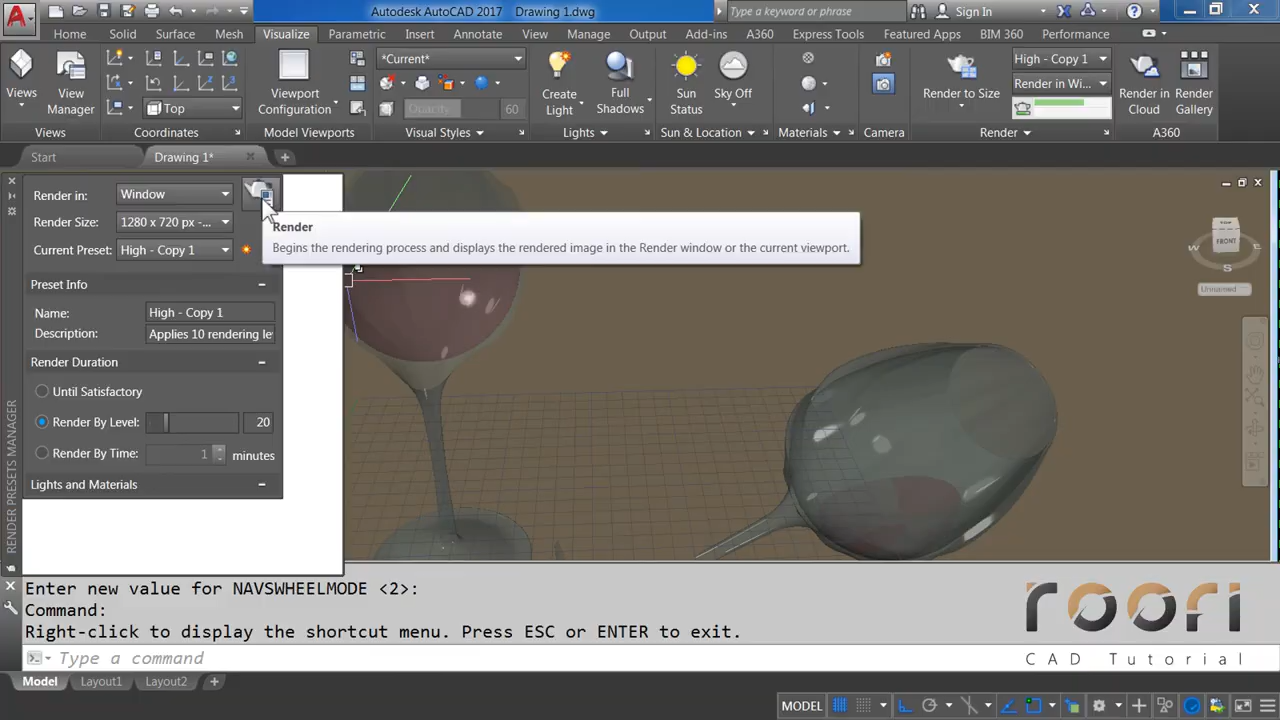 Autodesk AutoCAD 2017 Drawing 1.dwg
Type a keyword or phrase
Sign In
Home Solid Surface Mesh Visualize Parametric Insert Annotate View Manage Output Add-ins A360 Express Tools Featured Apps BIM 360 Performance
Views
View
Manager
Top
Viewport
Configuration
*Current*
Opacity 60
Create
Light
Full
Shadows
Sun
Status
Sky Off
Render to Size
High - Copy 1
Render in Wi...
Render in
Cloud
Render
Gallery
Views Coordinates Model Viewports Visual Styles Lights Sun & Location Materials Camera Render A360
Start Drawing 1*
Render in: Window
Render Size: 1280 x 720 px -...
Current Preset: High - Copy 1
Render
Begins the rendering process and displays the rendered image in the Render window or the current viewport.
Preset Info
Name: High - Copy 1
Description: Applies 10 rendering le
Render Duration
Until Satisfactory
Render By Level: 20
Render By Time: 1 minutes
Lights and Materials
RENDER PRESETS MANAGER
W FRONT E
S
Unnamed
Enter new value for NAVSWHEELMODE <2>:
Command:
Right-click to display the shortcut menu. Press ESC or ENTER to exit.
Type a command
roori
CAD Tutorial
Model Layout1 Layout2
MODEL